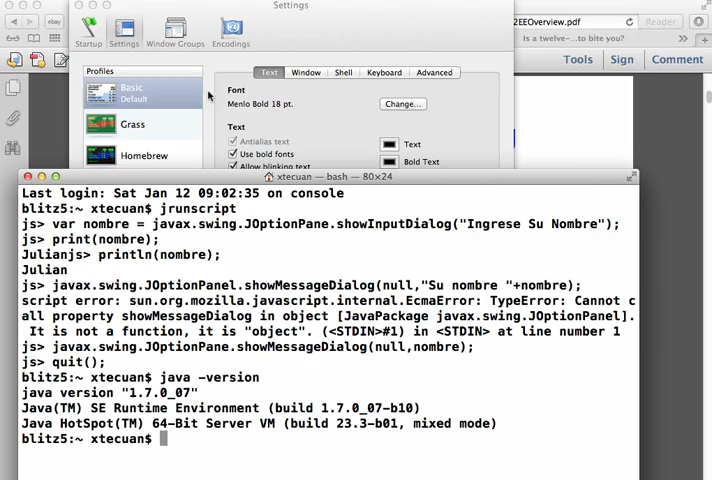 Settings
ebay
2EEOverview.pdf
Reader
Startup Settings Window Groups Encodings
Is a twelve-...to bite you?
Tools Sign Comment
Profiles
Basic
Default
Grass
Homebrew
Text Window Shell Keyboard Advanced
Font
Menlo Bold 18 pt.
Change...
Text
Antialias text
Use bold fonts
Allow blinking text
Text
Bold Text
xtecuan — bash — 80×24
Last login: Sat Jan 12 09:02:35 on console
blitz5:~ xtecuan$ jrunscript
js> var nombre = javax.swing.JOptionPane.showInputDialog("Ingrese Su Nombre");
js> print(nombre);
Julianjs> println(nombre);
Julian
js> javax.swing.JOptionPanel.showMessageDialog(null,"Su nombre "+nombre);
script error: sun.org.mozilla.javascript.internal.EcmaError: TypeError: Cannot c
all property showMessageDialog in object [JavaPackage javax.swing.JOptionPanel].
It is not a function, it is "object". (<STDIN>#1) in <STDIN> at line number 1
js> javax.swing.JOptionPane.showMessageDialog(null,nombre);
js> quit();
blitz5:~ xtecuan$ java -version
java version "1.7.0_07"
Java(TM) SE Runtime Environment (build 1.7.0_07-b10)
Java HotSpot(TM) 64-Bit Server VM (build 23.3-b01, mixed mode)
blitz5:~ xtecuan$